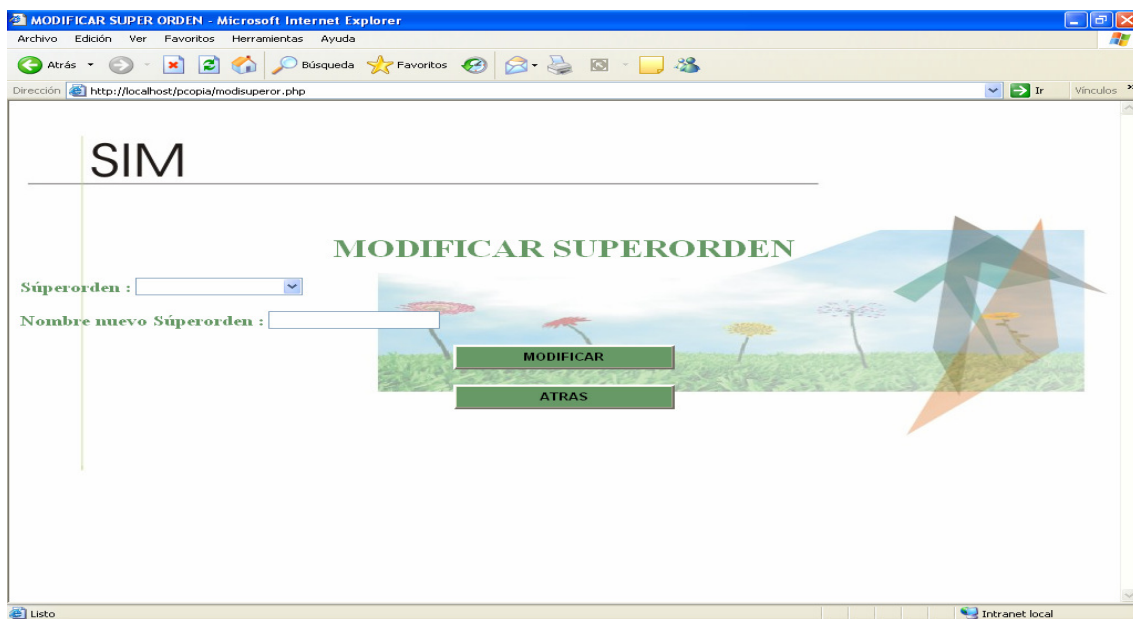 MODIFICAR SUPER ORDEN - Microsoft Internet Explorer
Archivo Edición Ver Favoritos Herramientas Ayuda
Atrás Búsqueda Favoritos
Dirección http://localhost/pcopia/modisuperor.php Ir Vínculos »
SIM
MODIFICAR SUPERORDEN
Súperorden :
Nombre nuevo Súperorden :
MODIFICAR
ATRAS
Listo Intranet local